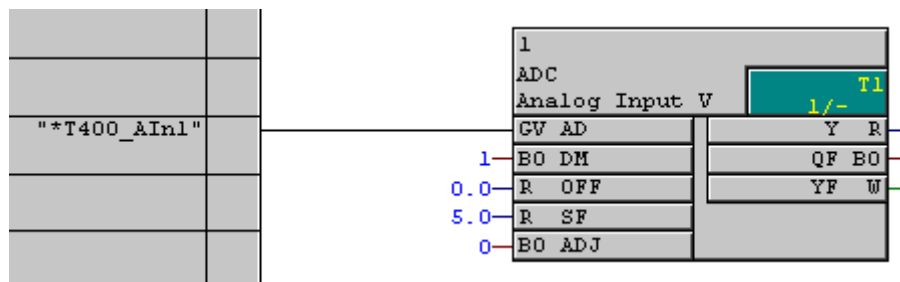 1
ADC
Analog Input V
T1
1/-
"*T400_AIn1"
GV AD
Y R
1
BO DM
QF BO
0.0
R OFF
YF W
5.0
R SF
0
BO ADJ